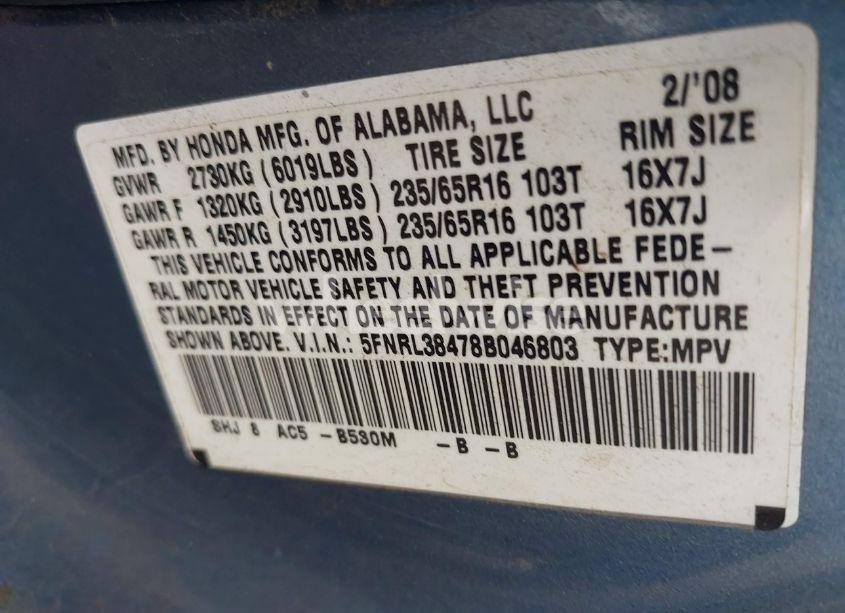 2/'08
MFD. BY HONDA MFG. OF ALABAMA, LLC
GVWR 2730KG (6019LBS) TIRE SIZE RIM SIZE
GAWR F 1320KG (2910LBS) 235/65R16 103T 16X7J
GAWR R 1450KG (3197LBS) 235/65R16 103T 16X7J
THIS VEHICLE CONFORMS TO ALL APPLICABLE FEDE–
RAL MOTOR VEHICLE SAFETY AND THEFT PREVENTION
STANDARDS IN EFFECT ON THE DATE OF MANUFACTURE
SHOWN ABOVE. V.I.N.: 5FNRL38478B046803 TYPE:MPV
SHJ 8 AC5 –B530M –B –B